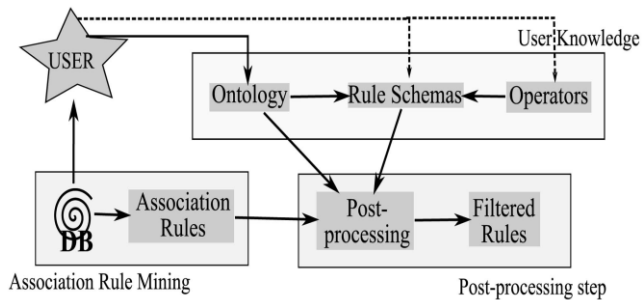 User Knowledge
USER
Ontology
Rule Schemas
Operators
DB
Association
Rules
Post-
processing
Filtered
Rules
Association Rule Mining
Post-processing step